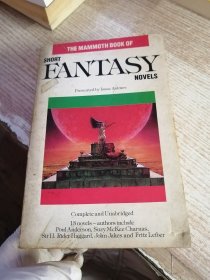 THE MAMMOTH BOOK OF
SHORT
FANTASY
NOVELS
Presented by Isaac Asimov
Complete and Unabridged
18 novels – authors include
Poul Anderson, Suzy McKee Charnas,
Sir H. Rider Haggard, John Jakes and Fritz Leiber